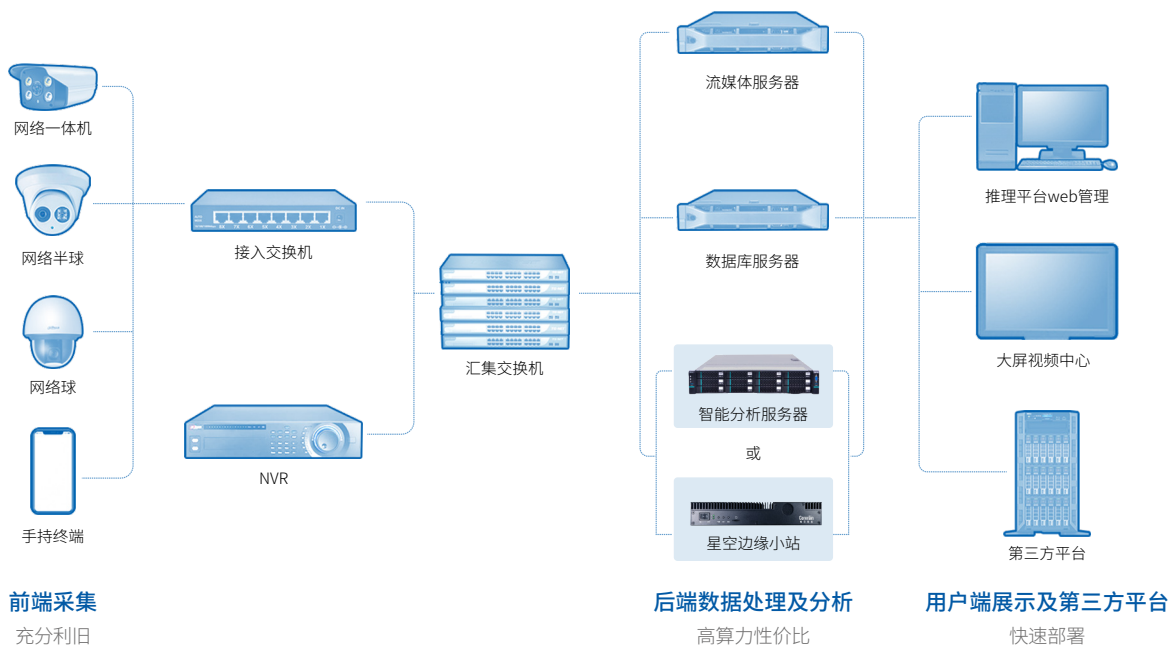 网络一体机
网络半球
网络球
手持终端
接入交换机
NVR
汇集交换机
流媒体服务器
数据库服务器
智能分析服务器
或
星空边缘小站
推理平台web管理
大屏视频中心
第三方平台
前端采集
充分利旧
后端数据处理及分析
高算力性价比
用户端展示及第三方平台
快速部署